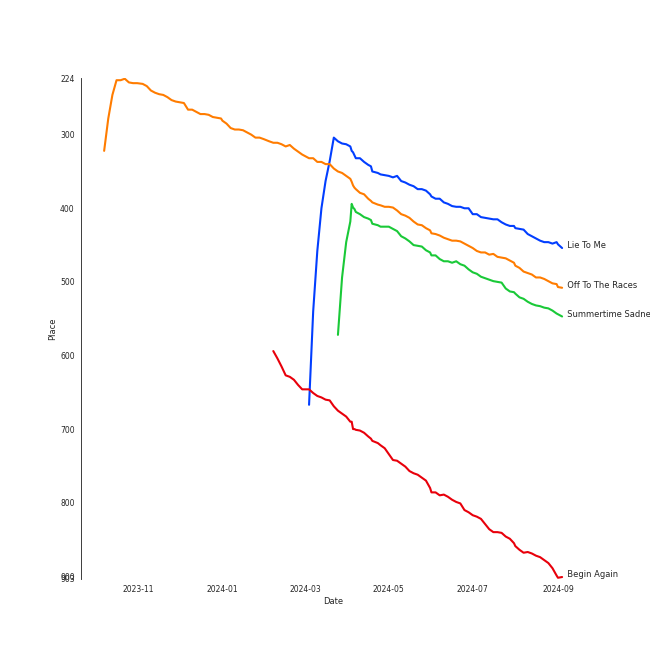 224
300
400
500
600
700
800
903
Place
2023-11
2024-01
2024-03
2024-05
2024-07
2024-09
Date
Lie To Me
Off To The Races
Summertime Sadne
Begin Again